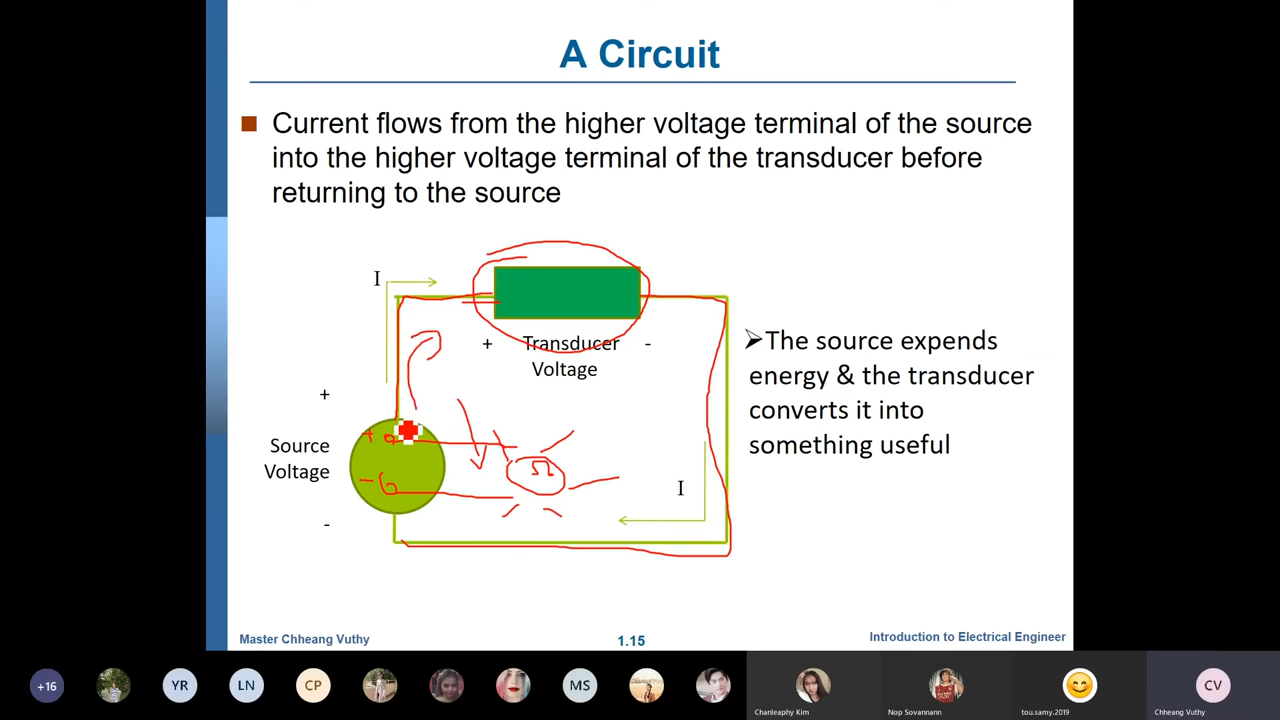 A Circuit
Current flows from the higher voltage terminal of the source
into the higher voltage terminal of the transducer before
returning to the source
I
+ Transducer -
Voltage
➢The source expends
energy & the transducer
converts it into
something useful
+
+
Source
Voltage
Ω
-
I
-
Master Chheang Vuthy
1.15
Introduction to Electrical Engineer
+16
YR
LN
CP
MS
CV
Chanleaphy Kim
Nop Sovannann
tou.samy.2019
Chheang Vuthy